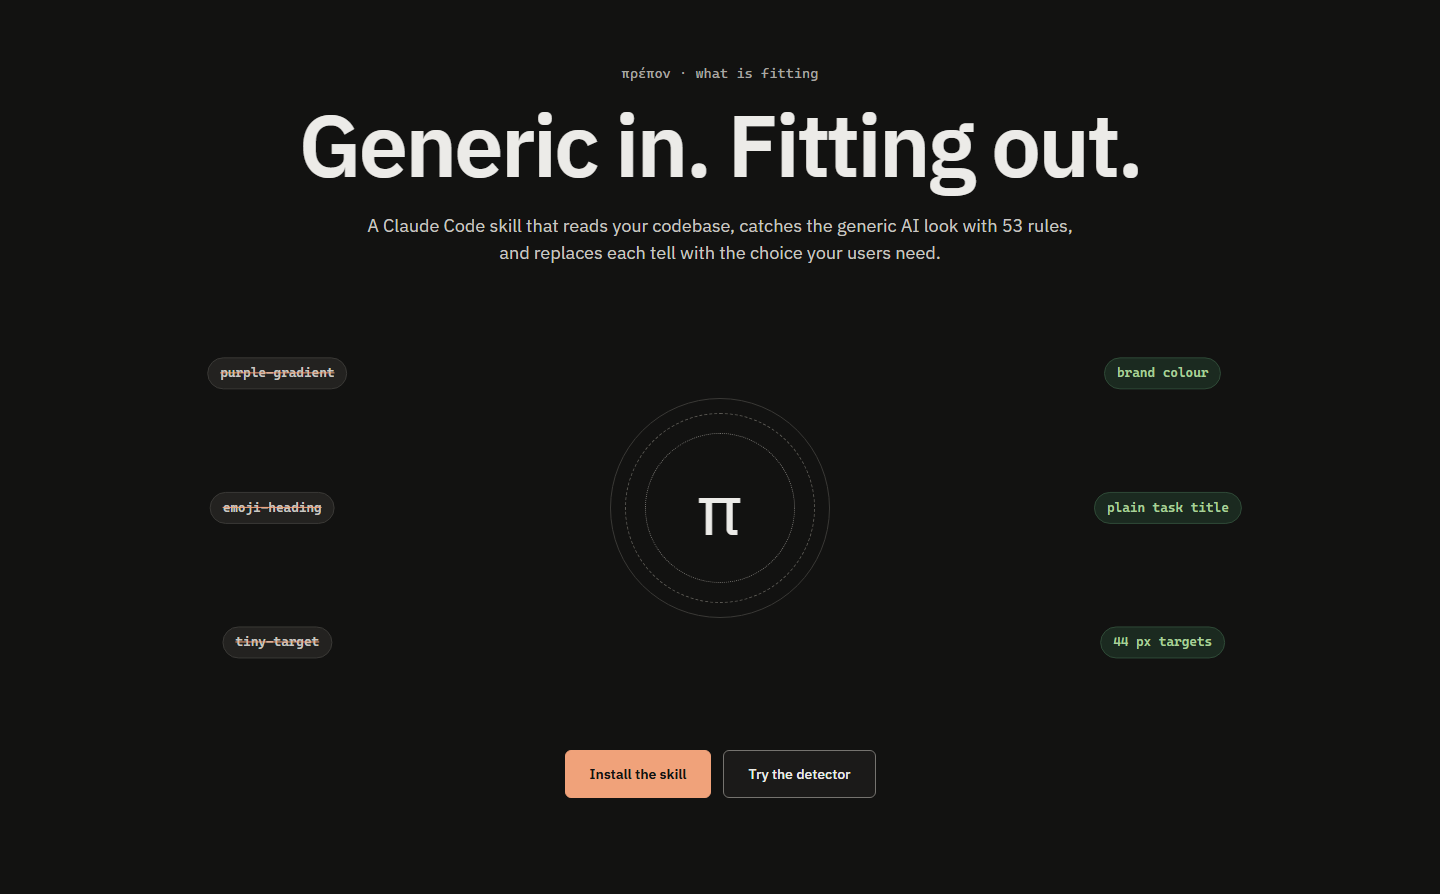 πρέπον · what is fitting
Generic in. Fitting out.
A Claude Code skill that reads your codebase, catches the generic AI look with 53 rules,
and replaces each tell with the choice your users need.
purple-gradient
brand colour
emoji-heading
π
plain task title
tiny-target
44 px targets
Install the skill
Try the detector